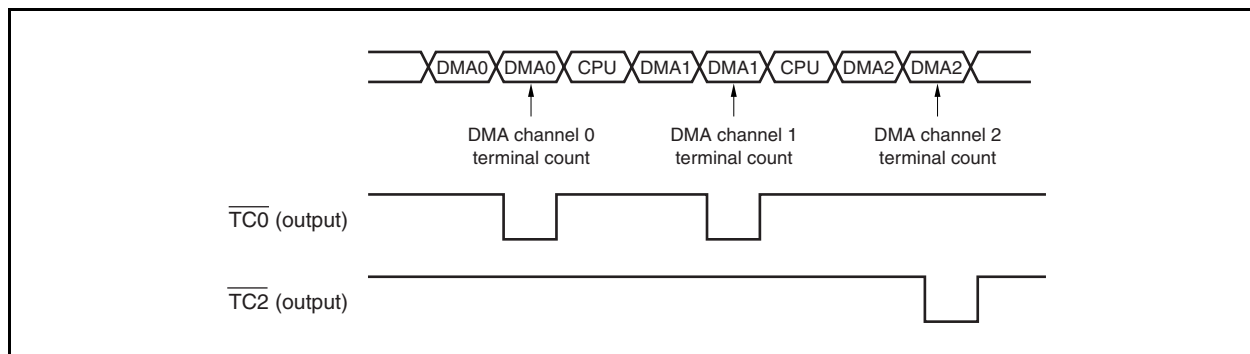 DMA0 DMA0 CPU DMA1 DMA1 CPU DMA2 DMA2
DMA channel 0
terminal count
DMA channel 1
terminal count
DMA channel 2
terminal count
TC0 (output)
TC2 (output)